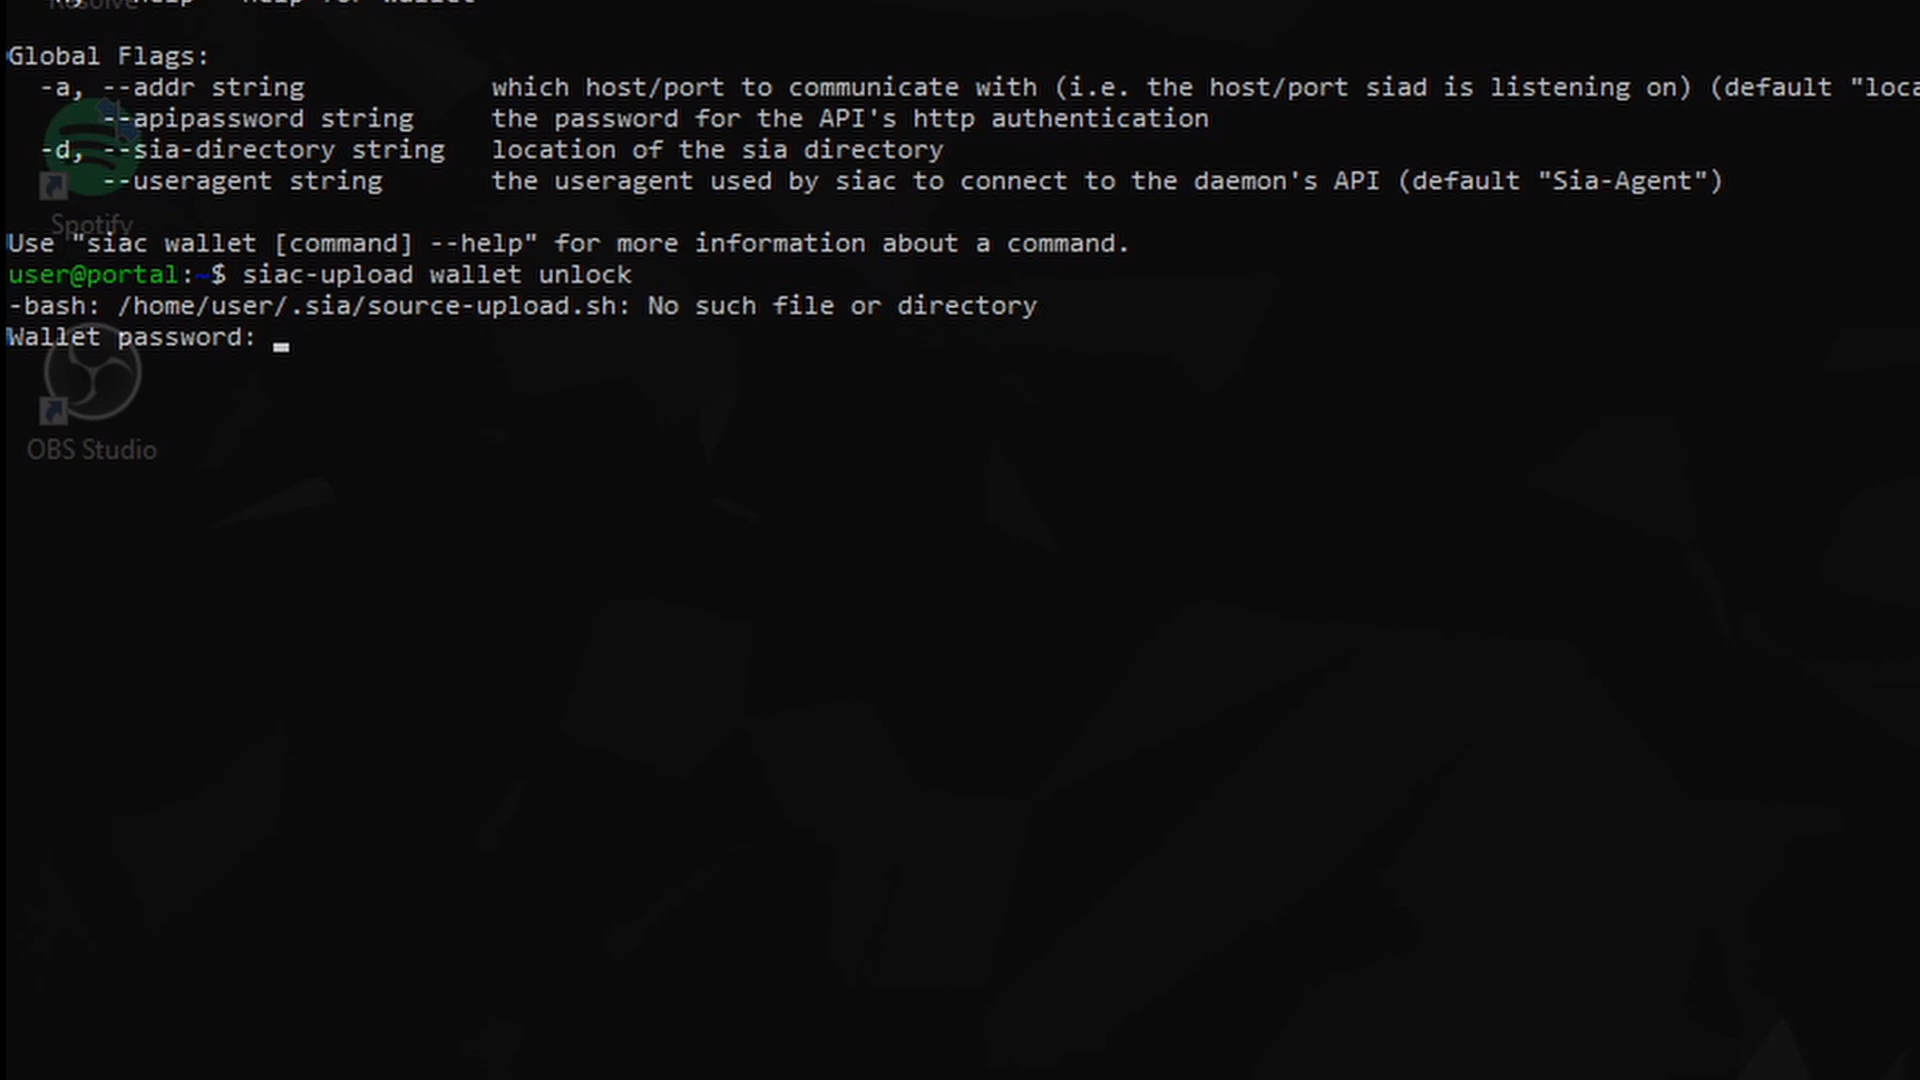 Resolve
help for wallet
Global Flags:
-a, --addr string which host/port to communicate with (i.e. the host/port siad is listening on) (default "loca
--apipassword string the password for the API's http authentication
-d, --sia-directory string location of the sia directory
--useragent string the useragent used by siac to connect to the daemon's API (default "Sia-Agent")
Spotify
Use "siac wallet [command] --help" for more information about a command.
user@portal:~$ siac-upload wallet unlock
-bash: /home/user/.sia/source-upload.sh: No such file or directory
Wallet password:
OBS Studio